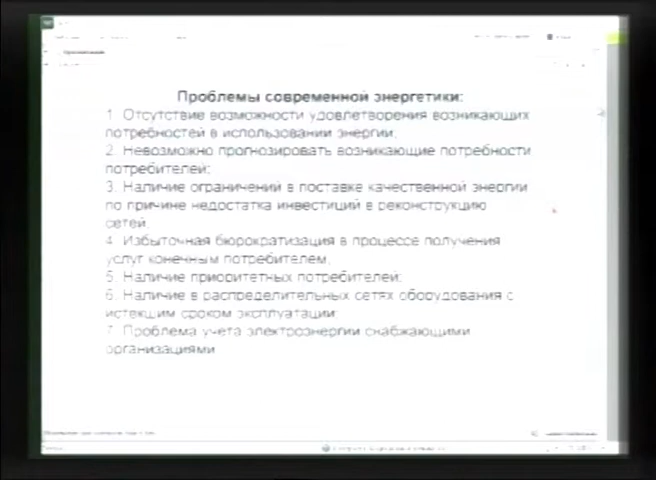 Проблемы современной энергетики:
1. Отсутствие возможности удовлетворения возникающих
потребностей в использовании энергии;
2. Невозможно прогнозировать возникающие потребности
потребителей;
3. Наличие ограничений в поставке качественной энергии
по причине недостатка инвестиций в реконструкцию
сетей;
4. Избыточная бюрократизация в процессе получения
услуг конечным потребителем;
5. Наличие приоритетных потребителей;
6. Наличие в распределительных сетях оборудования с
истекшим сроком эксплуатации;
7. Проблема учета электроэнергии снабжающими
организациями